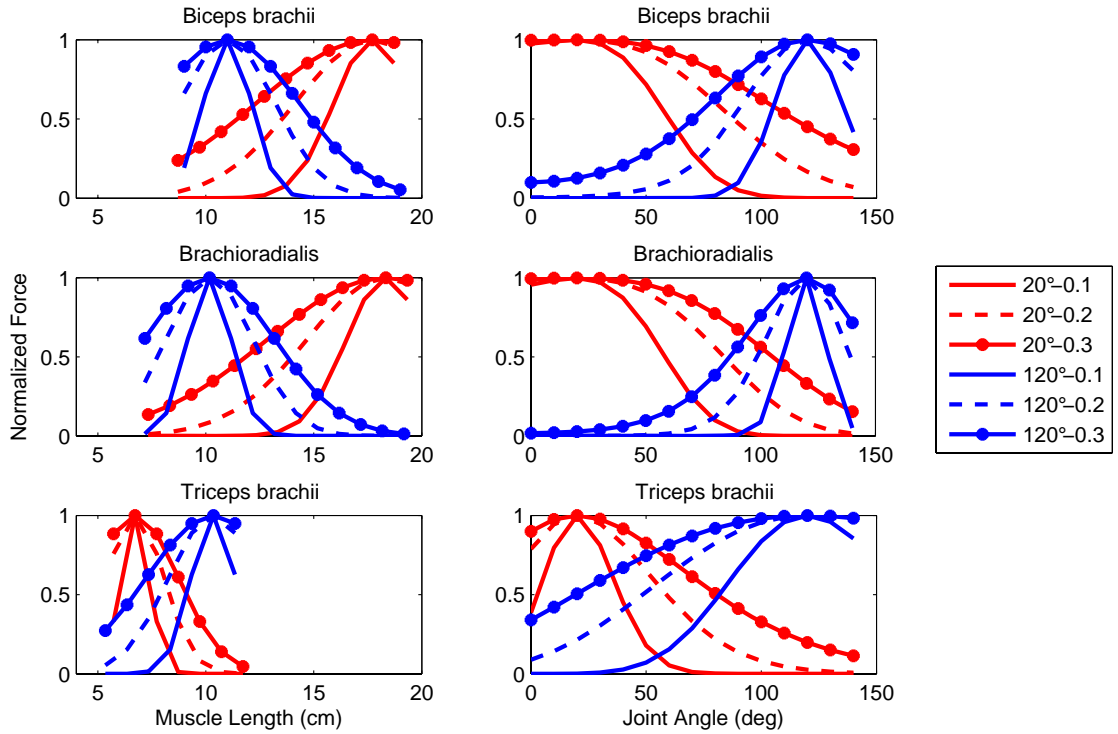 Biceps brachii
Biceps brachii
1
0.5
0
5 10 15 20
1
0.5
0
0 50 100 150
Brachioradialis
Brachioradialis
Normalized Force
1
0.5
0
5 10 15 20
1
0.5
0
0 50 100 150
20°–0.1
20°–0.2
20°–0.3
120°–0.1
120°–0.2
120°–0.3
Triceps brachii
Triceps brachii
1
0.5
0
5 10 15 20
Muscle Length (cm)
1
0.5
0
0 50 100 150
Joint Angle (deg)